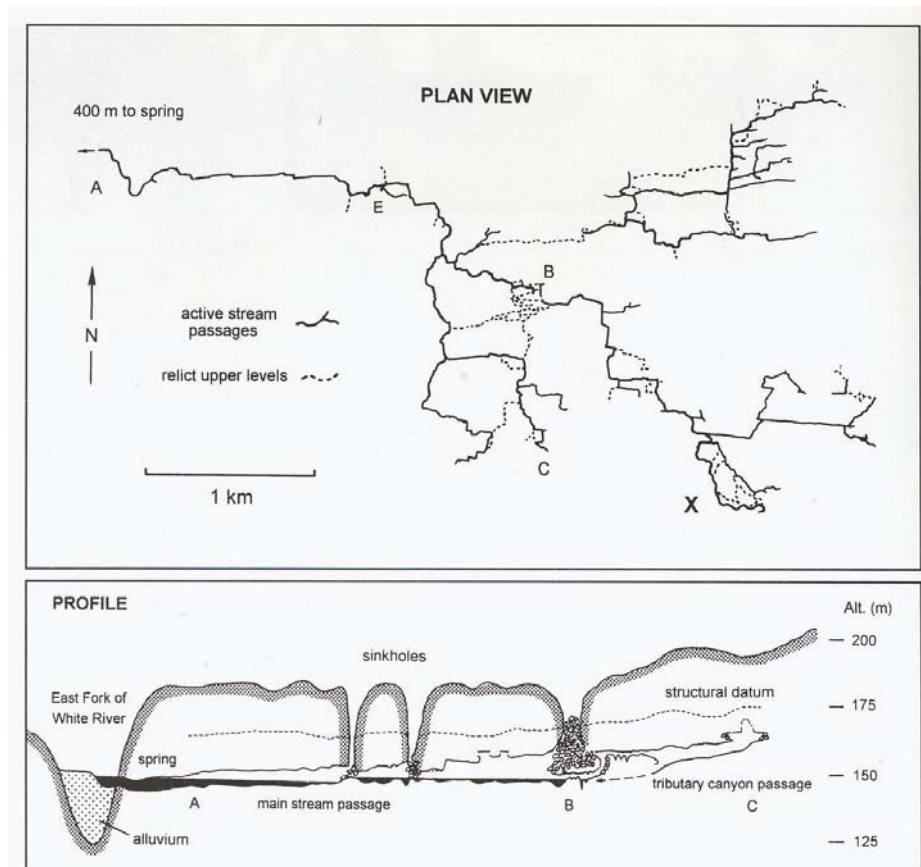 PLAN VIEW
400 m to spring
A
E
B
N
active stream
passages
relict upper levels
1 km
C
X
PROFILE
Alt. (m)
200
sinkholes
East Fork of
White River
structural datum
175
spring
150
A
main stream passage
B
tributary canyon passage
C
alluvium
125